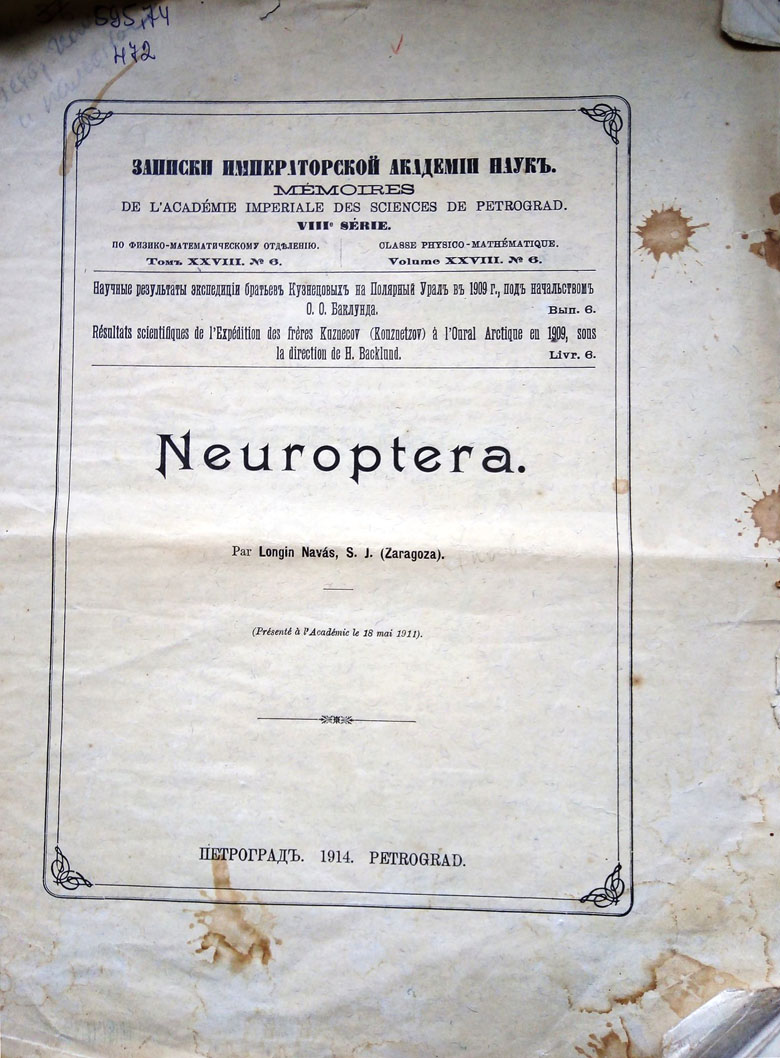 595,74
472
ЗАПИСКИ ИМПЕРАТОРСКОЙ АКАДЕМІИ НАУКЪ.
MÉMOIRES
DE L'ACADÉMIE IMPERIALE DES SCIENCES DE PETROGRAD.
VIIIᵉ SÉRIE.
ПО ФИЗИКО-МАТЕМАТИЧЕСКОМУ ОТДѢЛЕНІЮ.
Томъ XXVIII. № 6.
CLASSE PHYSICO-MATHÉMATIQUE.
Volume XXVIII. № 6.
Научные результаты экспедиціи братьевъ Кузнецовыхъ на Полярный Уралъ въ 1909 г., подъ начальствомъ
О. О. Баклунда. Вып. 6.
Résultats scientifiques de l'Expédition des frères Kuznecov (Kouznetzov) à l'Oural Arctique en 1909, sous
la direction de H. Backlund. Livr. 6.
Neuroptera.
Par Longin Navás, S. J. (Zaragoza).
(Présenté à l'Académie le 18 mai 1911).
ПЕТРОГРАДЪ. 1914. PETROGRAD.